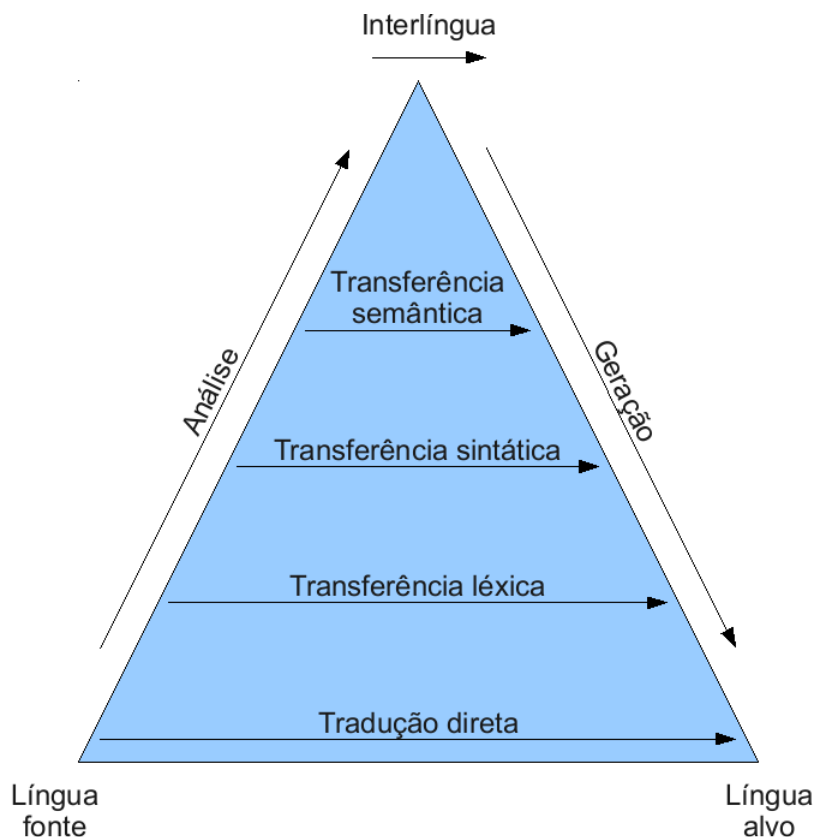 Interlíngua
Transferência
semântica
Análise
Geração
Transferência sintática
Transferência léxica
Tradução direta
Língua
fonte
Língua
alvo